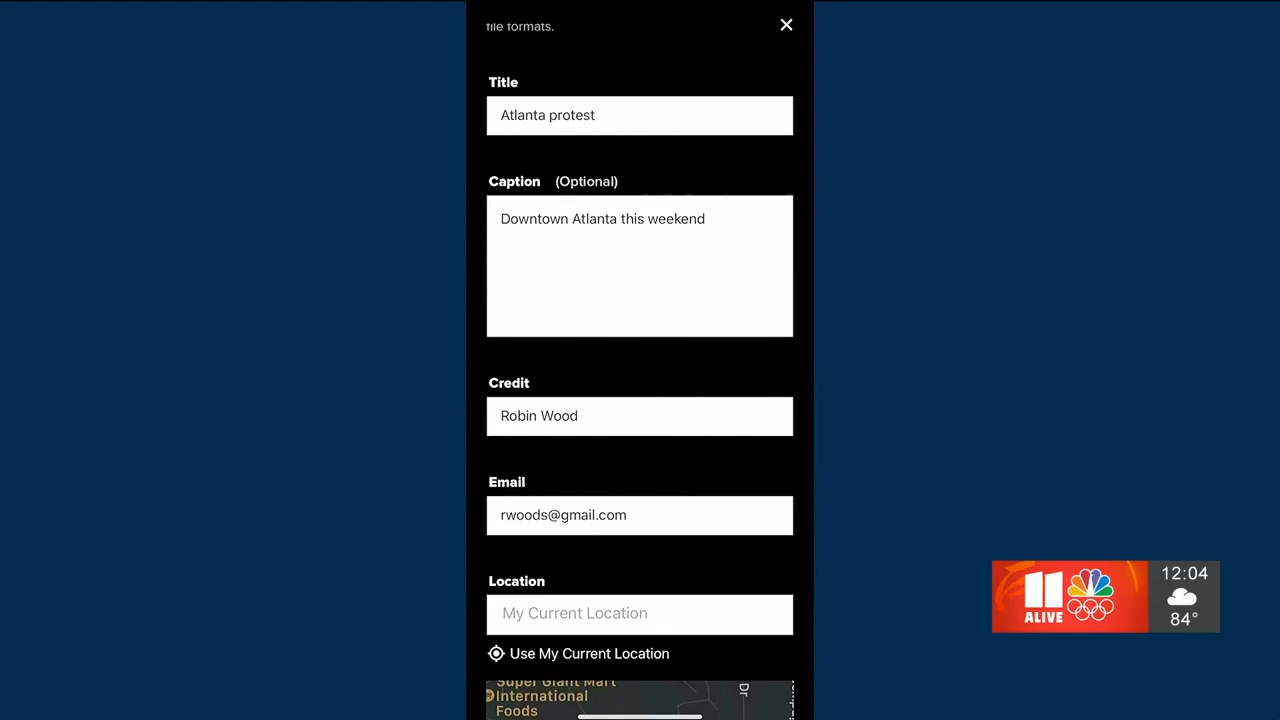 file formats.
Title
Atlanta protest
Caption (Optional)
Downtown Atlanta this weekend
Credit
Robin Wood
Email
rwoods@gmail.com
Location
My Current Location
Use My Current Location
Super Giant Mart
International
Foods
Dr
11
ALIVE
12:04
84°